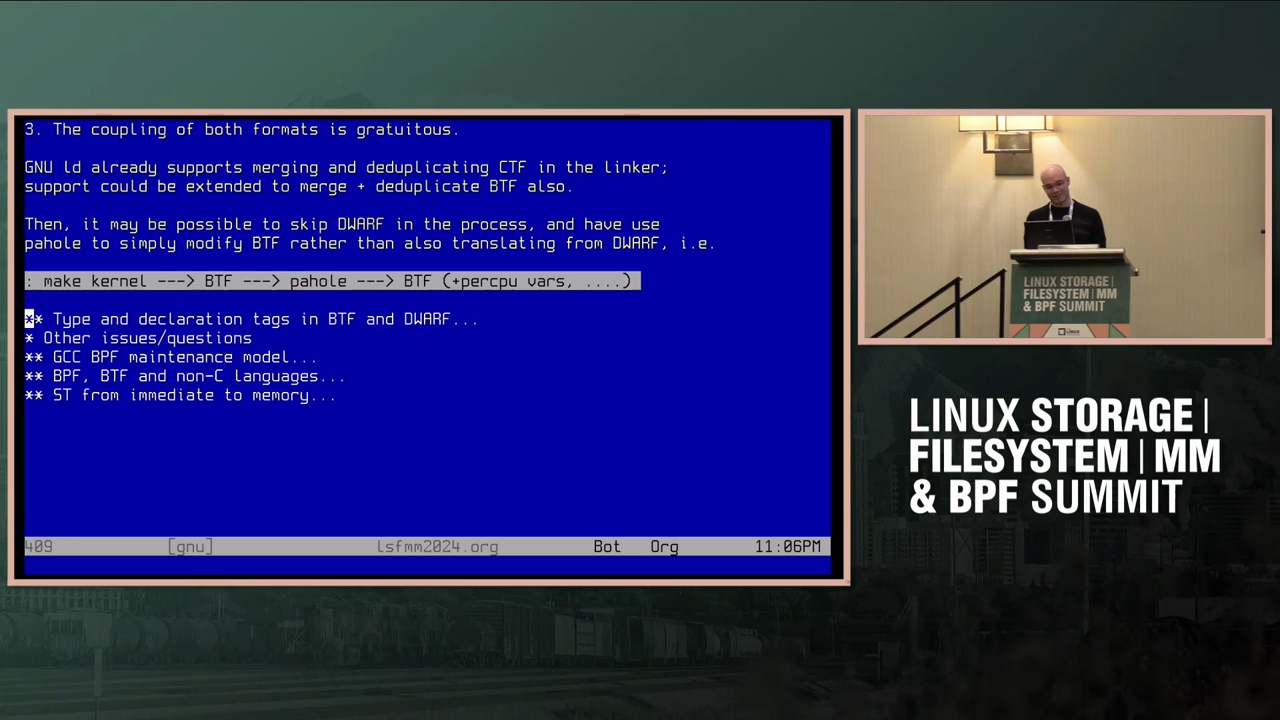 3. The coupling of both formats is gratuitous.
GNU ld already supports merging and deduplicating CTF in the linker;
support could be extended to merge + deduplicate BTF also.
Then, it may be possible to skip DWARF in the process, and have use
pahole to simply modify BTF rather than also translating from DWARF, i.e.
: make kernel ---> BTF ---> pahole ---> BTF (+percpu vars, ....)
** Type and declaration tags in BTF and DWARF...
* Other issues/questions
** GCC BPF maintenance model...
** BPF, BTF and non-C languages...
** ST from immediate to memory...
409 [gnu] lsfmm2024.org Bot Org 11:06PM
LINUX STORAGE|
FILESYSTEM|MM
& BPF SUMMIT
LINUX STORAGE|
FILESYSTEM|MM
& BPF SUMMIT